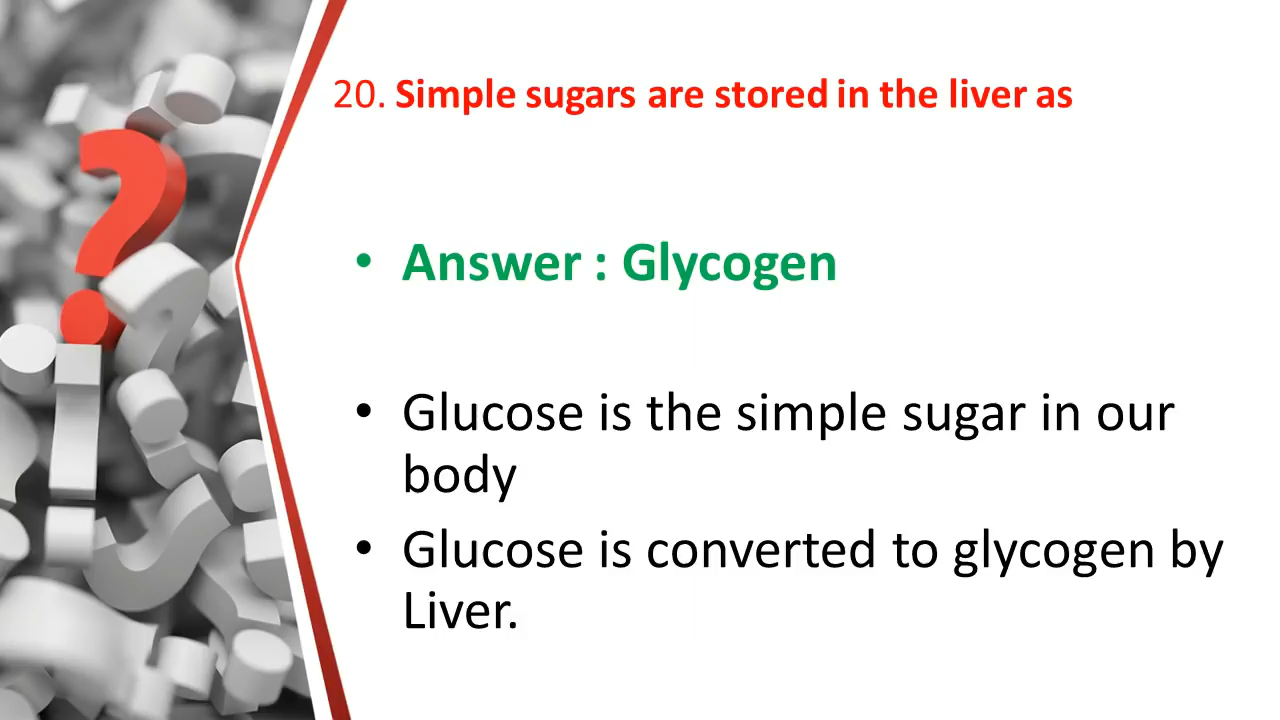 20. Simple sugars are stored in the liver as
• Answer : Glycogen
• Glucose is the simple sugar in our
body
• Glucose is converted to glycogen by
Liver.